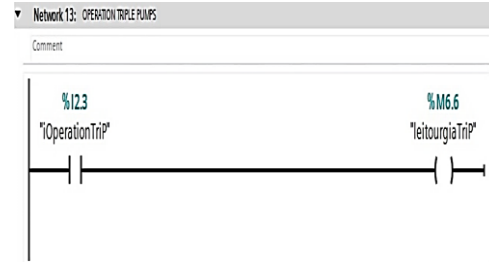 Network 13: OPERATION TRIPLE PUMPS
Comment
%I2.3 %M6.6
"iOperationTriP" "leitourgiaTriP"